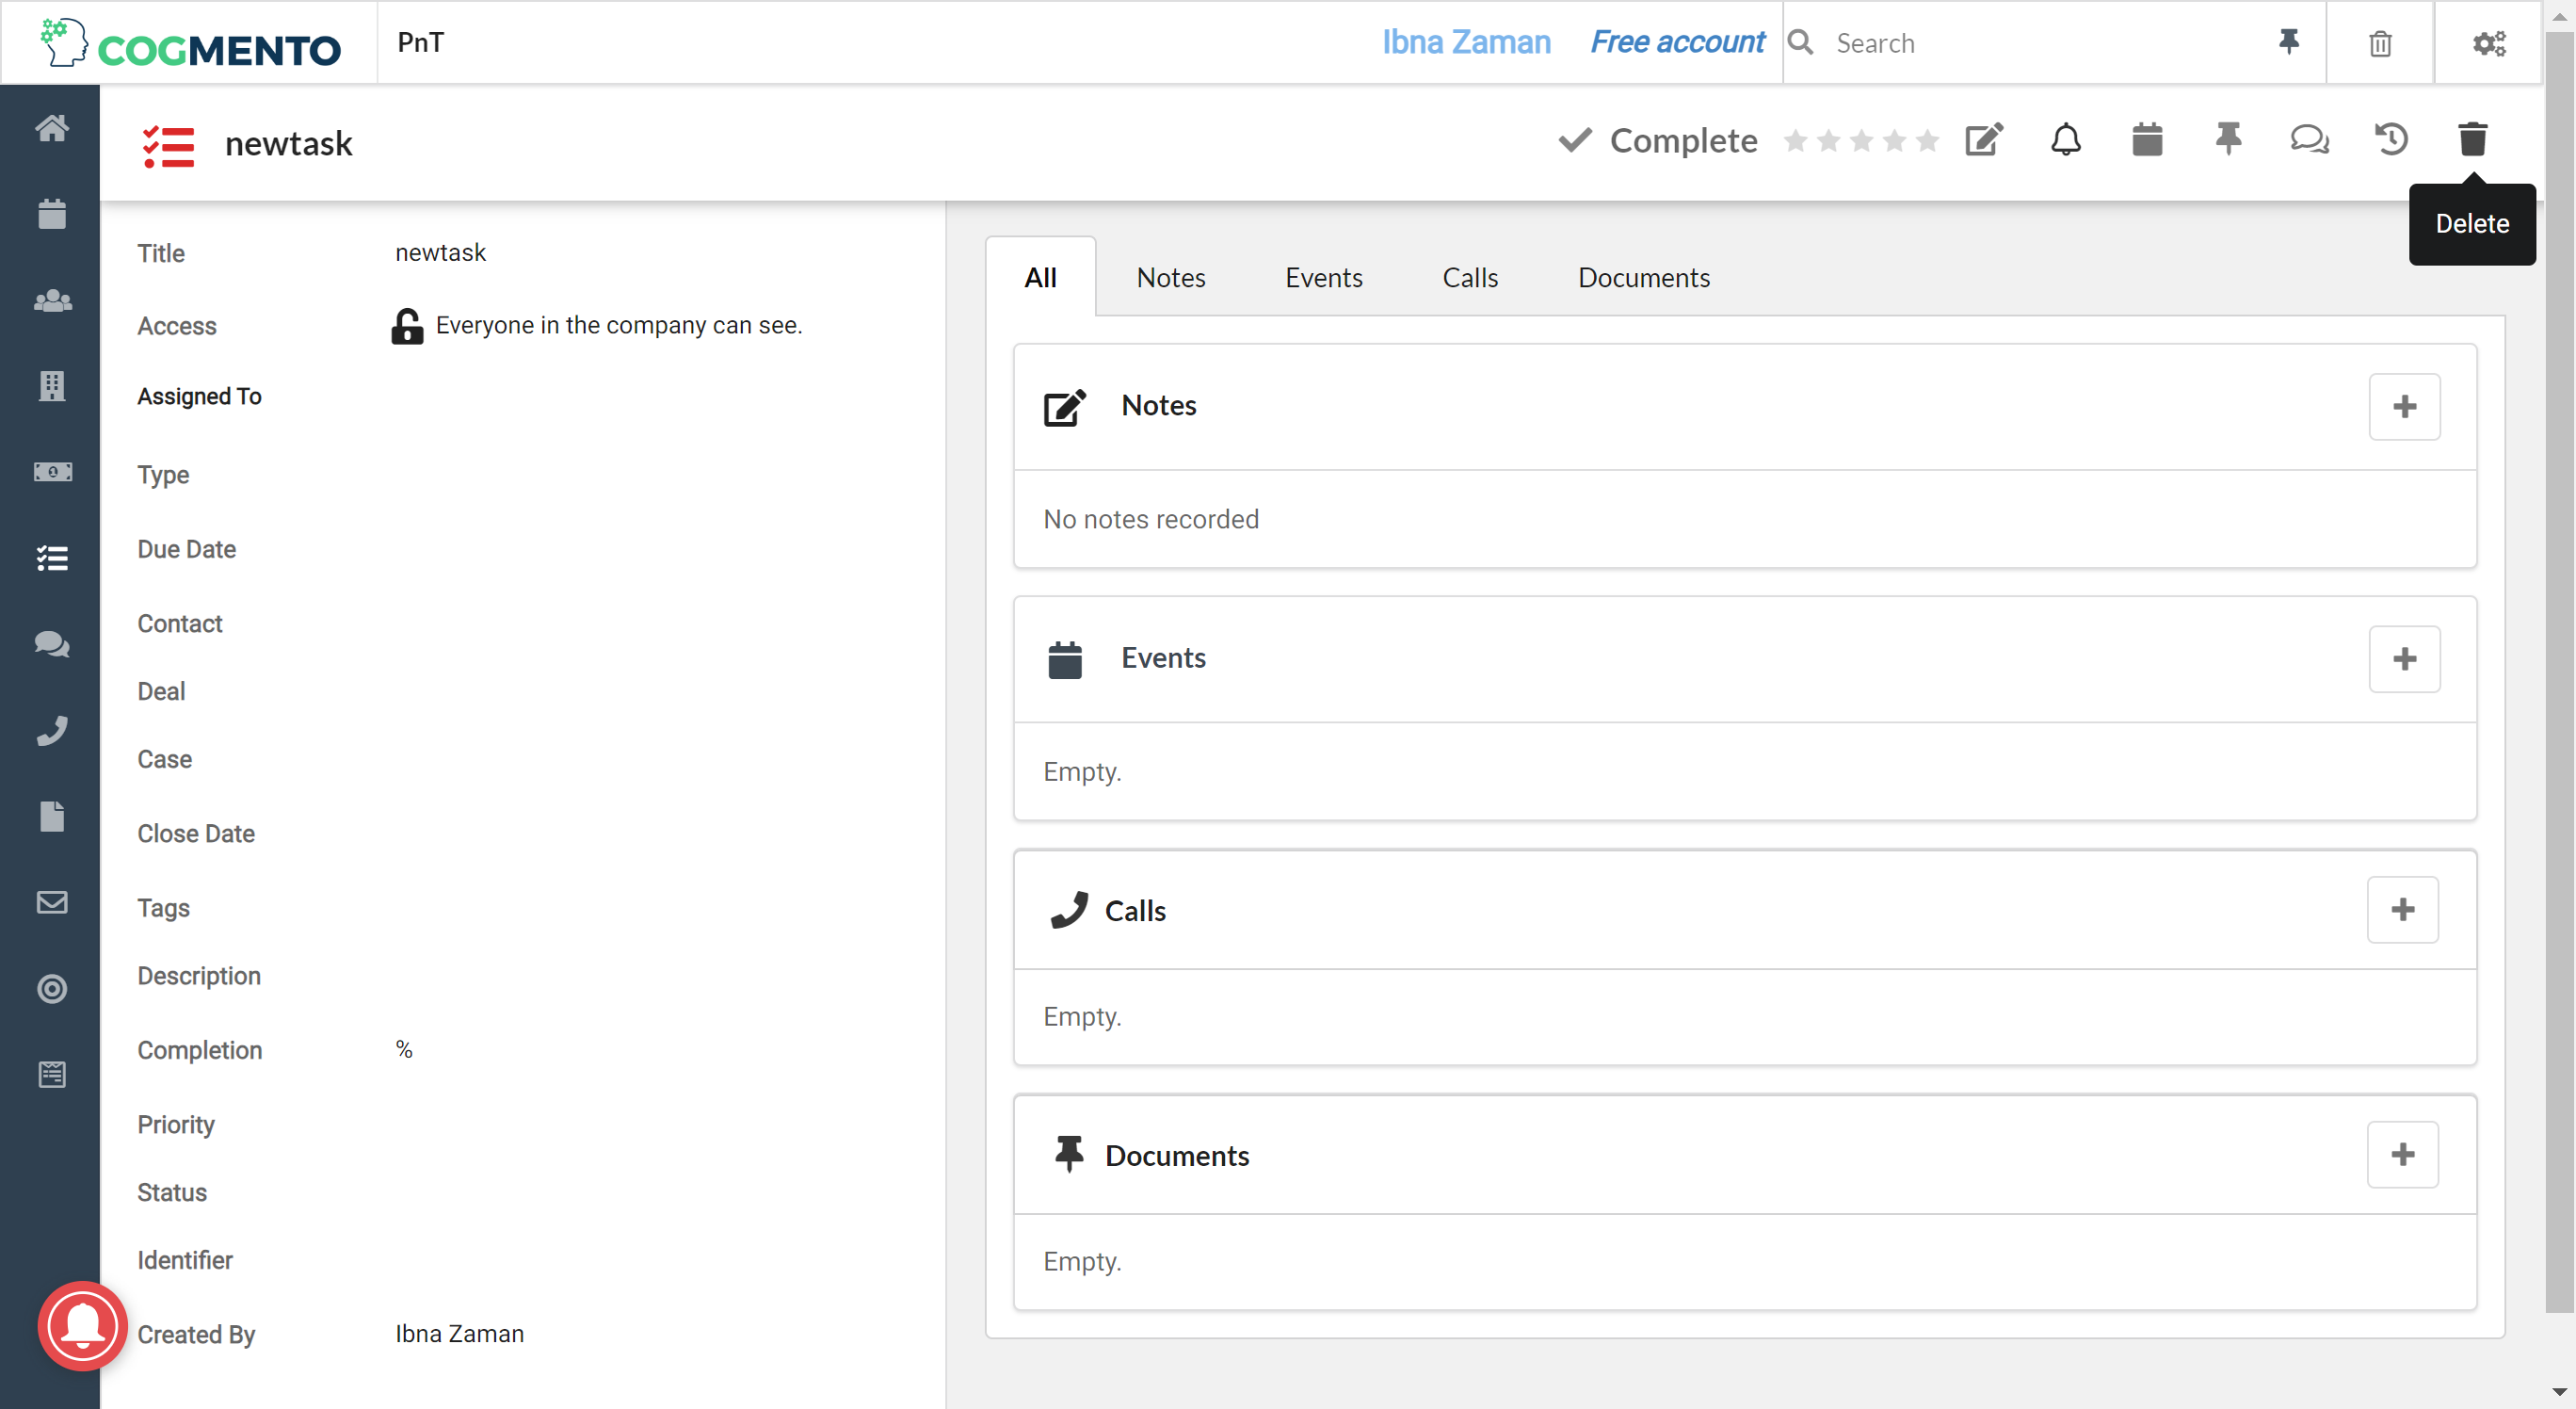 COGMENTO
PnT
Ibna Zaman
Free account
Search
newtask
Complete
Delete
Title
newtask
Access
Everyone in the company can see.
Assigned To
Type
Due Date
Contact
Deal
Case
Close Date
Tags
Description
Completion
%
Priority
Status
Identifier
Created By
Ibna Zaman
All
Notes
Events
Calls
Documents
Notes
No notes recorded
Events
Empty.
Calls
Empty.
Documents
Empty.